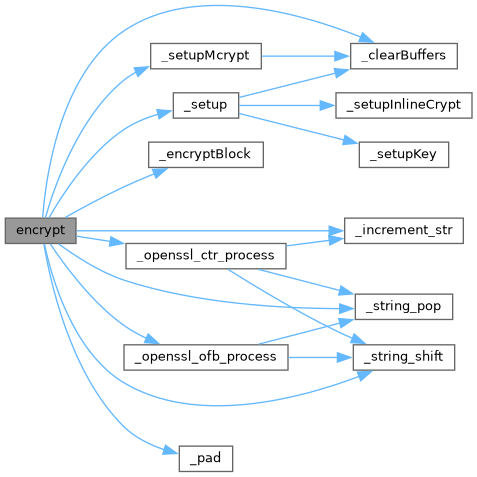 _setupMcrypt
_clearBuffers
_setup
_setupInlineCrypt
_encryptBlock
_setupKey
encrypt
_increment_str
_openssl_ctr_process
_string_pop
_openssl_ofb_process
_string_shift
_pad